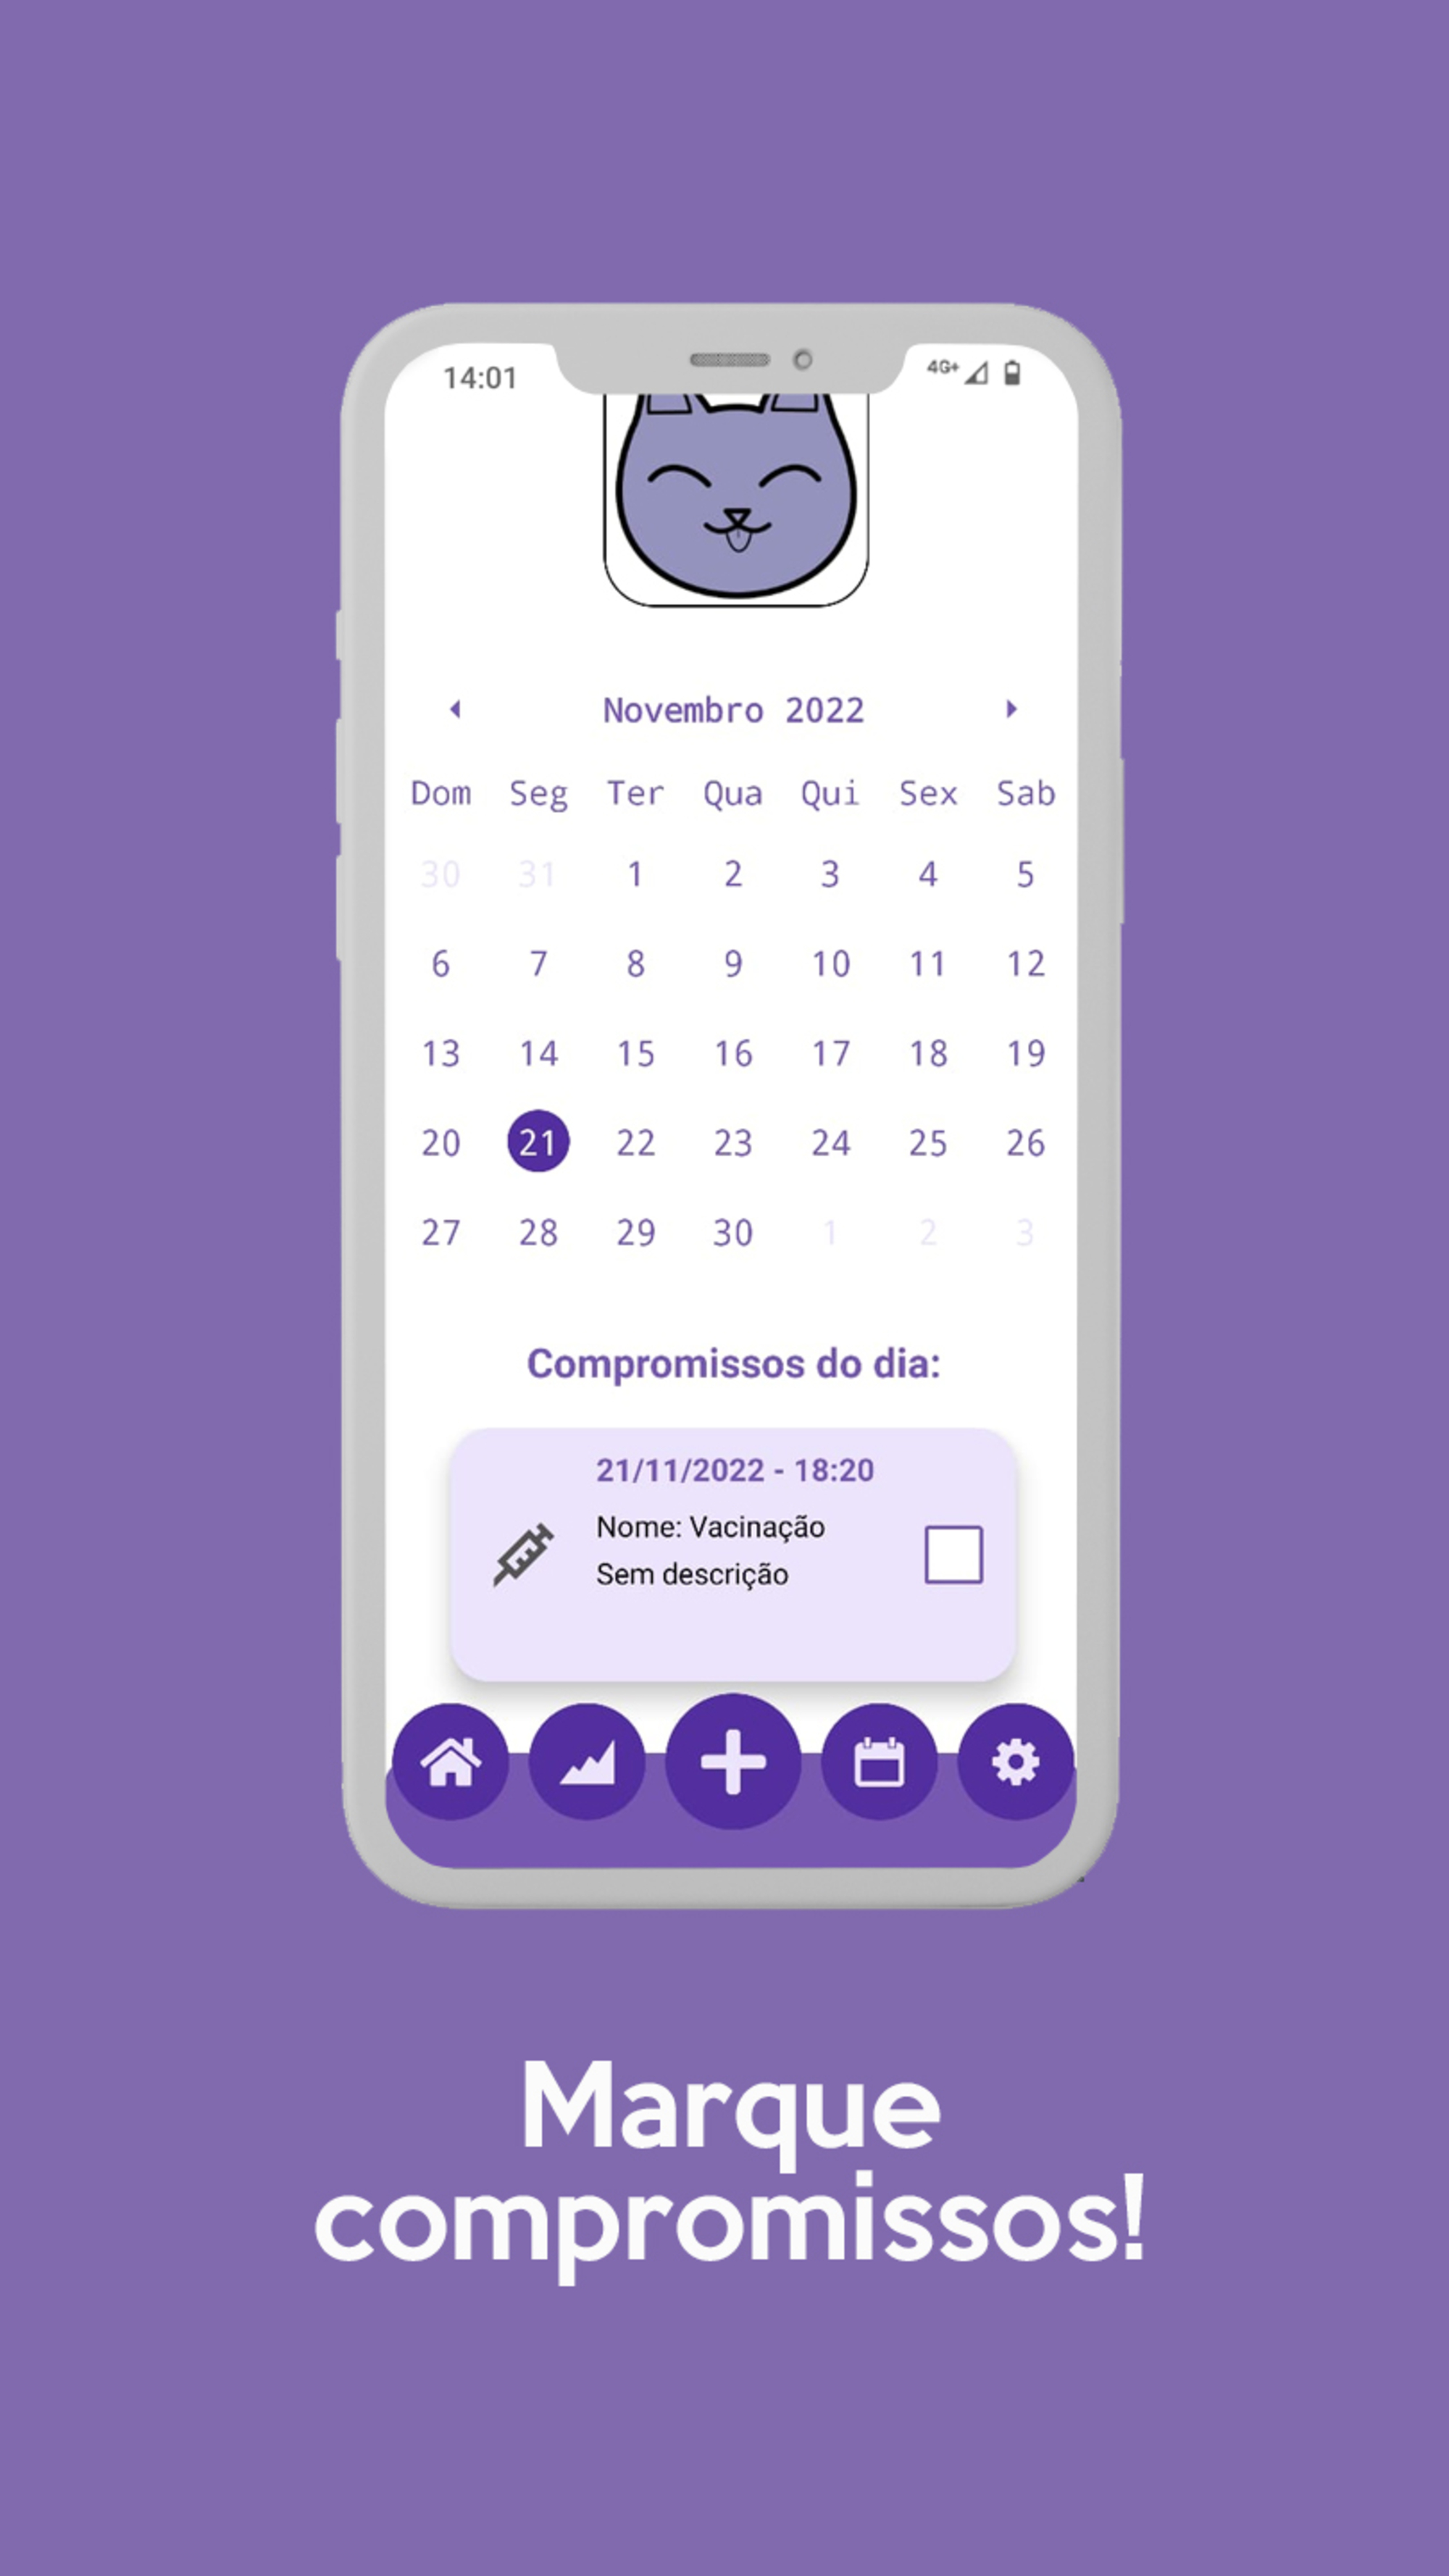 14:01
4G+
Novembro 2022
Dom Seg Ter Qua Qui Sex Sab
30 31 1 2 3 4 5
6 7 8 9 10 11 12
13 14 15 16 17 18 19
20 21 22 23 24 25 26
27 28 29 30 1 2 3
Compromissos do dia:
21/11/2022 - 18:20
Nome: Vacinação
Sem descrição
Marque
compromissos!